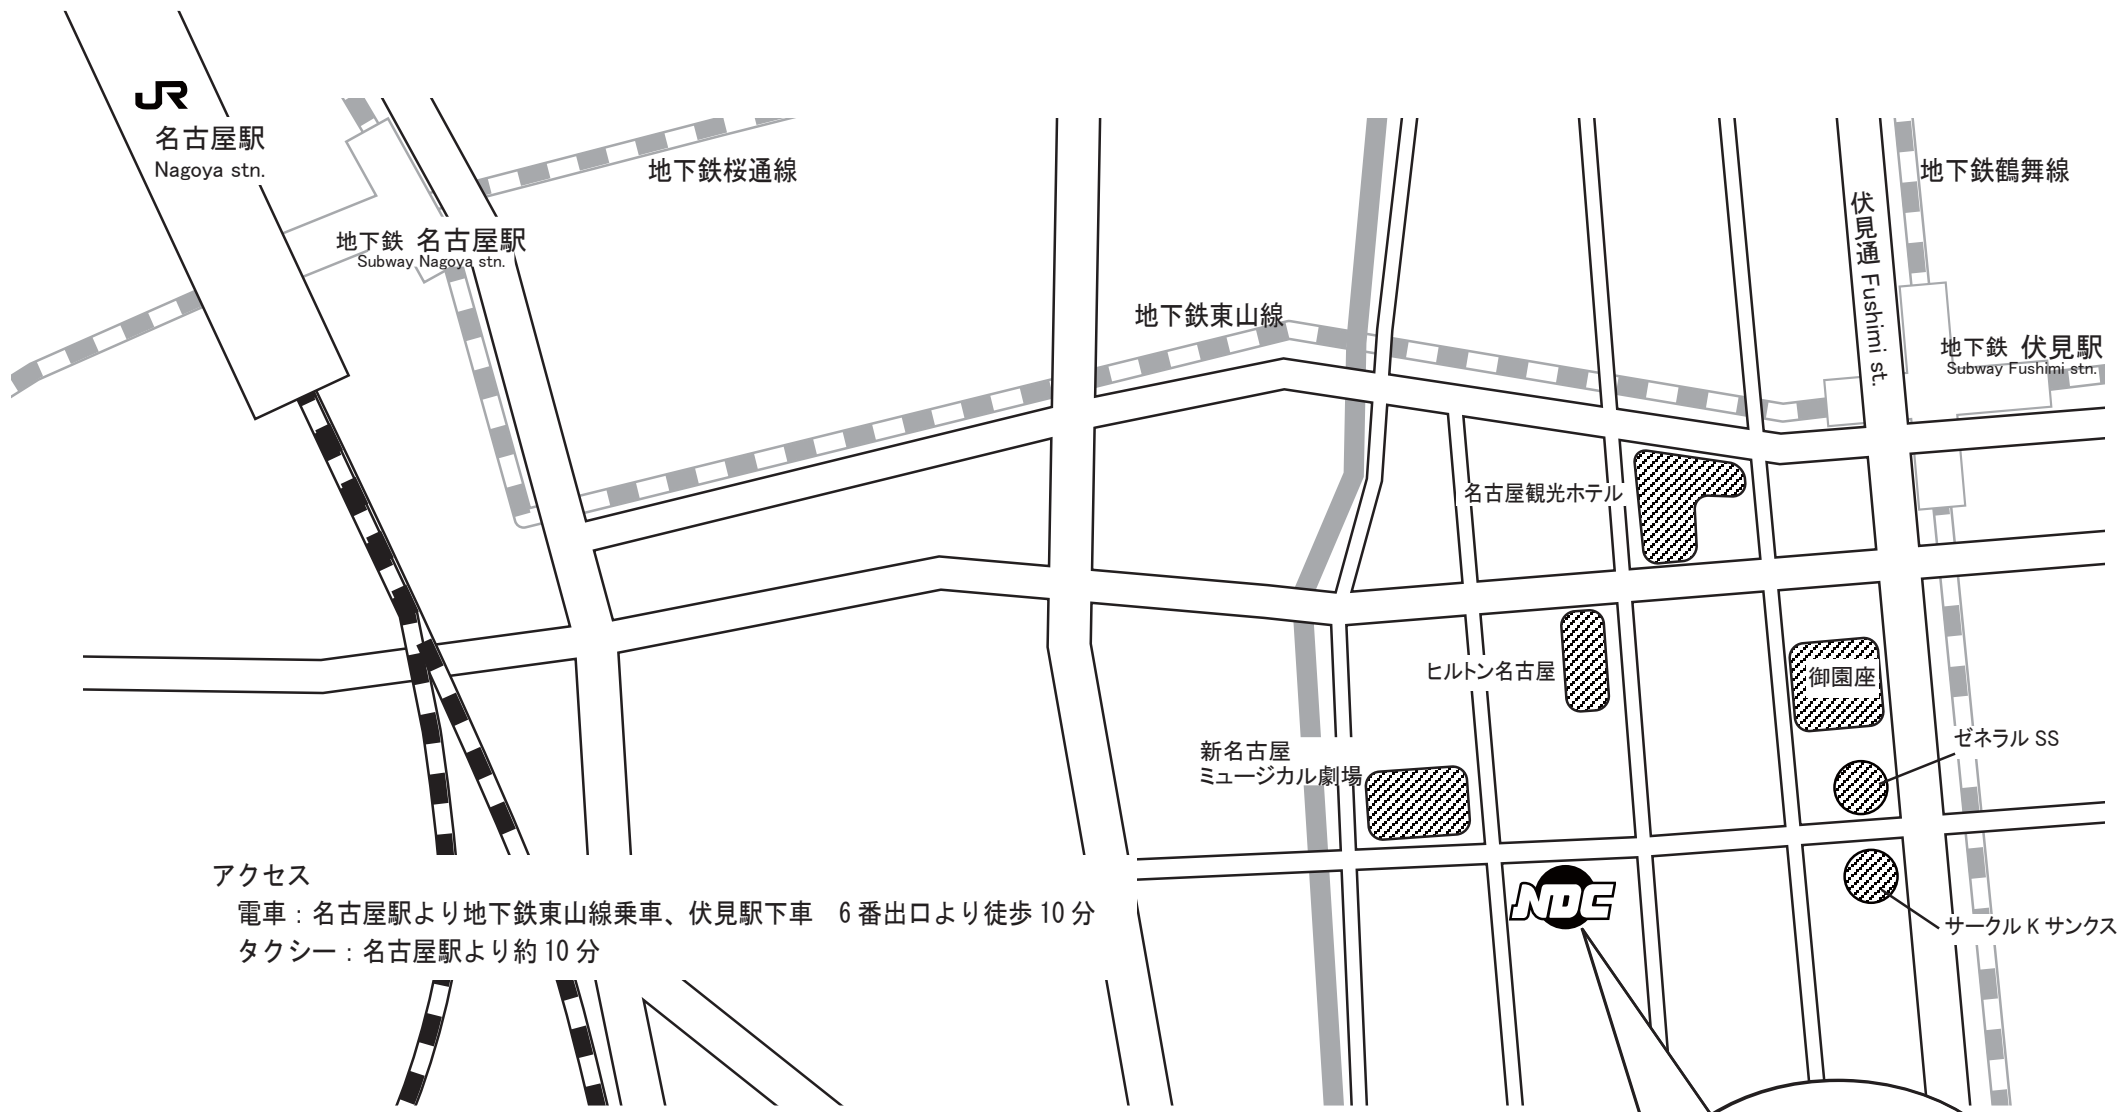 JR
名古屋駅
Nagoya stn.
地下鉄桜通線
地下鉄鶴舞線
地下鉄 名古屋駅
Subway Nagoya stn.
伏見通 Fushimi st.
地下鉄東山線
地下鉄 伏見駅
Subway Fushimi stn.
名古屋観光ホテル
ヒルトン名古屋
御園座
ゼネラル SS
新名古屋
ミュージカル劇場
NDC
サークル K サンクス
アクセス
電車：名古屋駅より地下鉄東山線乗車、伏見駅下車　6 番出口より徒歩 10 分
タクシー：名古屋駅より約 10 分